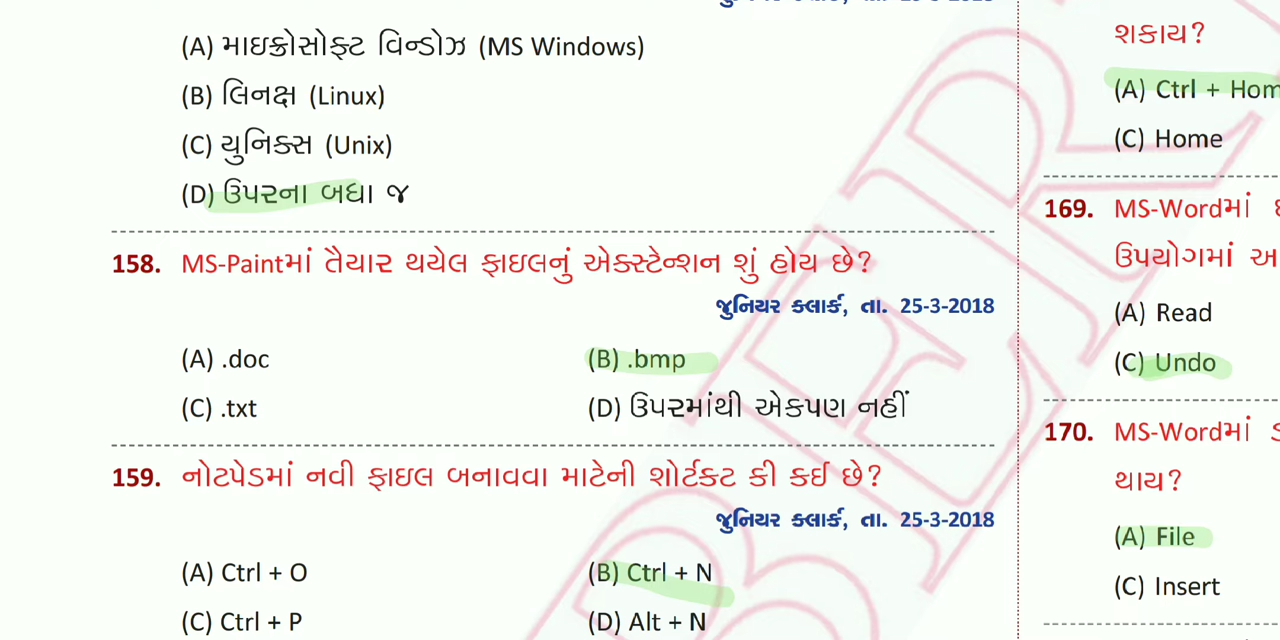 (A) માઇક્રોસોફ્ટ વિન્ડોઝ (MS Windows)
(B) લિનક્ષ (Linux)
(C) યુનિક્સ (Unix)
(D) ઉપરના બધા જ
158. MS-Paintમાં તૈયાર થયેલ ફાઇલનું એક્સ્ટેન્શન શું હોય છે?
જુનિયર ક્લાર્ક, તા. 25-3-2018
(A) .doc (B) .bmp
(C) .txt (D) ઉપરમાંથી એકપણ નહીં
159. નોટપેડમાં નવી ફાઇલ બનાવવા માટેની શોર્ટકટ કી કઈ છે?
જુનિયર ક્લાર્ક, તા. 25-3-2018
(A) Ctrl + O (B) Ctrl + N
(C) Ctrl + P (D) Alt + N
શકાય?
(A) Ctrl + Hom
(C) Home
169. MS-Wordમાં
ઉપયોગમાં અ
(A) Read
(C) Undo
170. MS-Wordમાં
થાય?
(A) File
(C) Insert